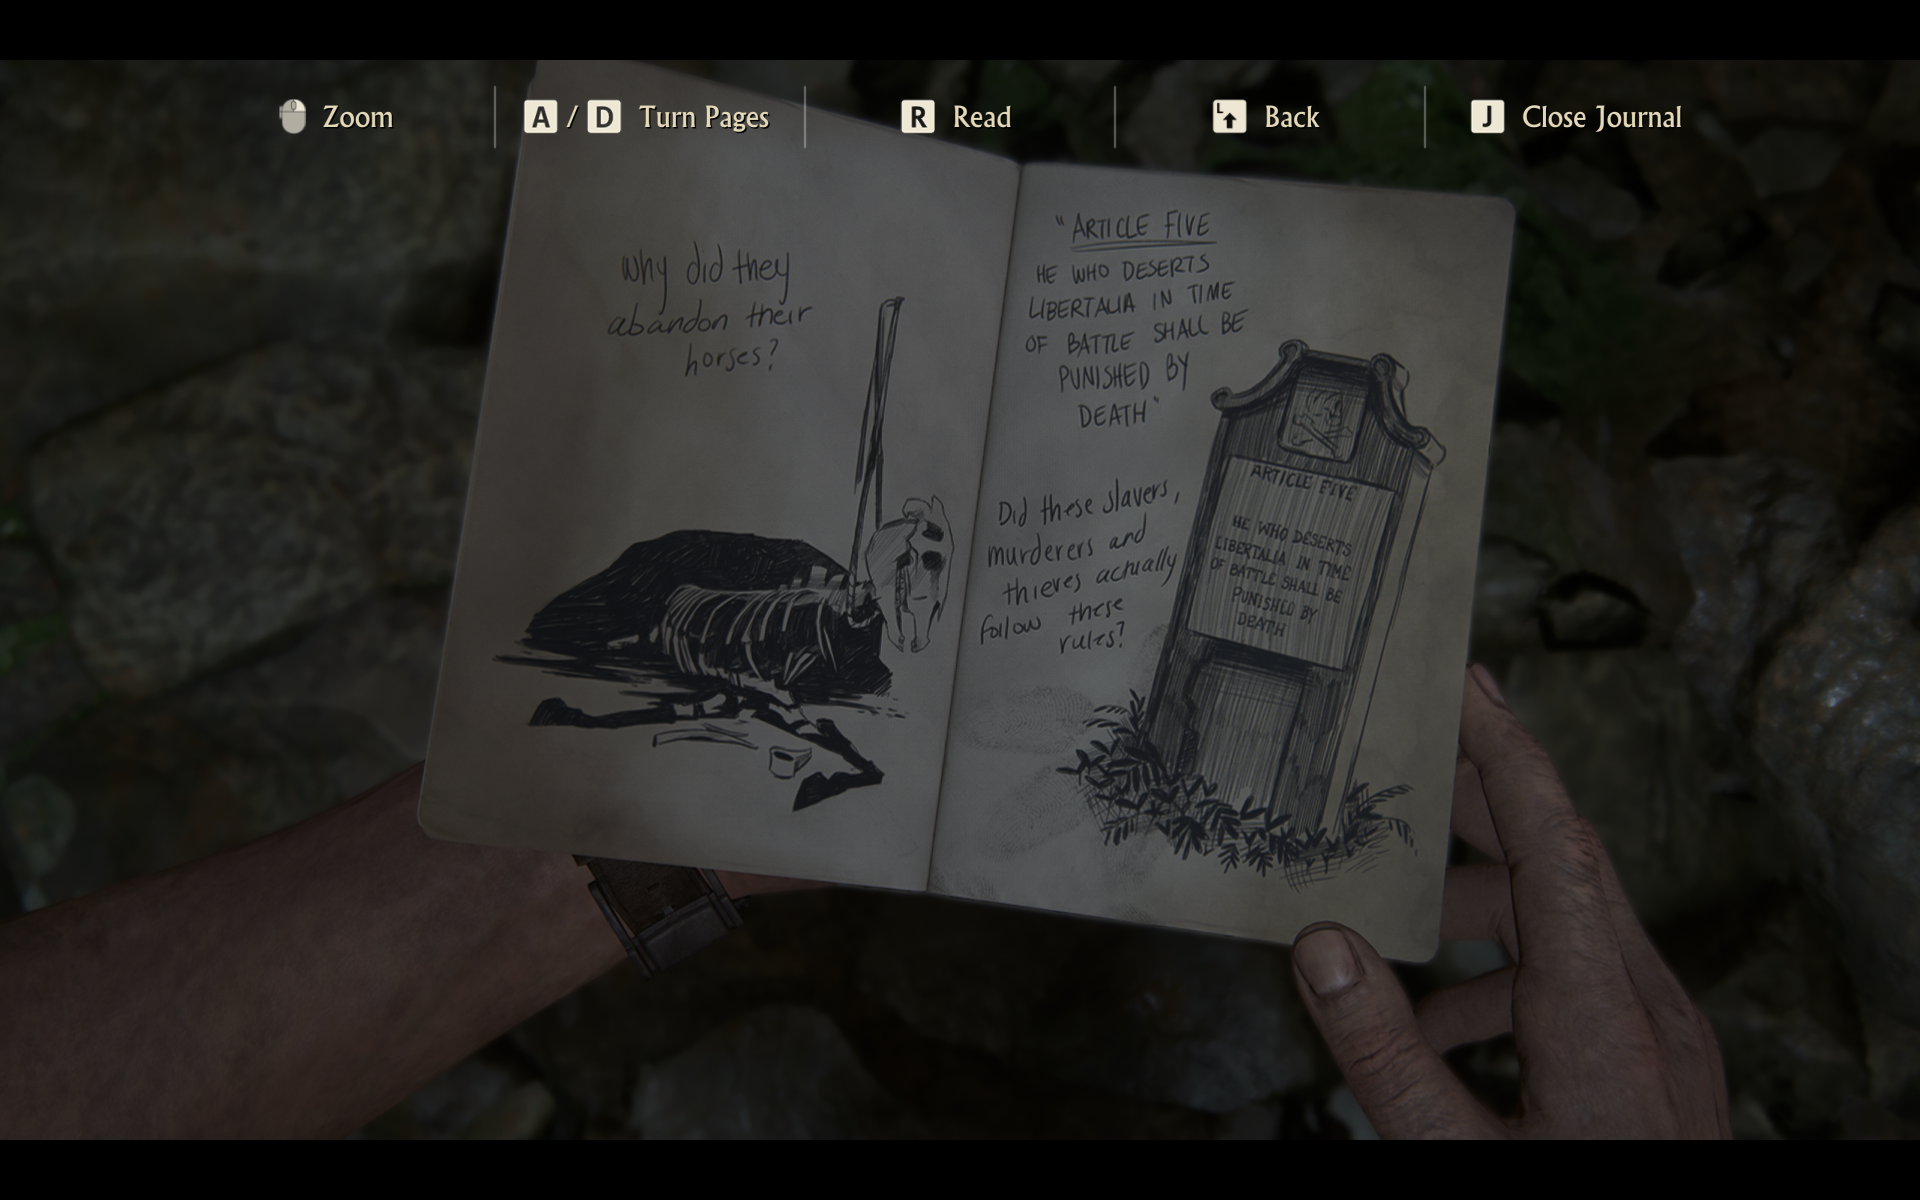 Zoom
A / D Turn Pages
R Read
L Back
J Close Journal
Why did they
abandon their
horses?
"ARTICLE FIVE
HE WHO DESERTS
LIBERTALIA IN TIME
OF BATTLE SHALL BE
PUNISHED BY
DEATH"
Did these slavers,
murderers and
thieves actually
follow these
rules?
ARTICLE FIVE
HE WHO DESERTS
LIBERTALIA IN TIME
OF BATTLE SHALL BE
PUNISHED BY
DEATH